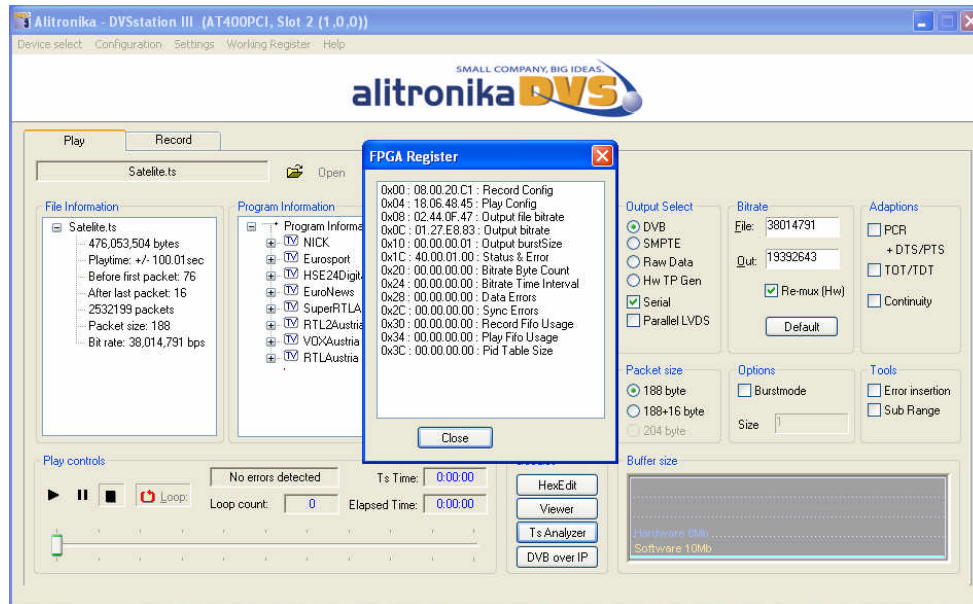 Alitronika - DVSstation III (AT400PCI, Slot 2 (1,0,0))
Device select Configuration Settings Working Register Help
SMALL COMPANY, BIG IDEAS.
alitronika DVS
Play Record
Satelite.ts Open
File Information
Satelite.ts
476,053,504 bytes
Playtime: +/- 100.01sec
Before first packet: 76
After last packet: 16
2532199 packets
Packet size: 188
Bit rate: 38,014,791 bps
Program Information
Program Informa
NICK
Eurosport
HSE24Digit
EuroNews
SuperRTLA
RTL2Austria
VOXAustria
RTLAustria
FPGA Register
0x00 : 08.00.20.C1 : Record Config
0x04 : 18.06.48.45 : Play Config
0x08 : 02.44.0F.47 : Output file bitrate
0x0C : 01.27.E8.83 : Output bitrate
0x10 : 00.00.00.01 : Output burstSize
0x1C : 40.00.01.00 : Status & Error
0x20 : 00.00.00.00 : Bitrate Byte Count
0x24 : 00.00.00.00 : Bitrate Time Interval
0x28 : 00.00.00.00 : Data Errors
0x2C : 00.00.00.00 : Sync Errors
0x30 : 00.00.00.00 : Record Fifo Usage
0x34 : 00.00.00.00 : Play Fifo Usage
0x3C : 00.00.00.00 : Pid Table Size
Close
Output Select
DVB
SMPTE
Raw Data
Hw TP Gen
Serial
Parallel LVDS
Bitrate
File: 38014791
Out: 19392643
Re-mux (Hw)
Default
Adaptions
PCR
+ DTS/PTS
TOT/TDT
Continuity
Packet size
188 byte
188+16 byte
204 byte
Options
Burstmode
Size 1
Tools
Error insertion
Sub Range
Play controls
Loop:
No errors detected
Ts Time: 0:00:00
Loop count: 0
Elapsed Time: 0:00:00
HexEdit
Viewer
Ts Analyzer
DVB over IP
Buffer size
Hardware 8Mb
Software 10Mb